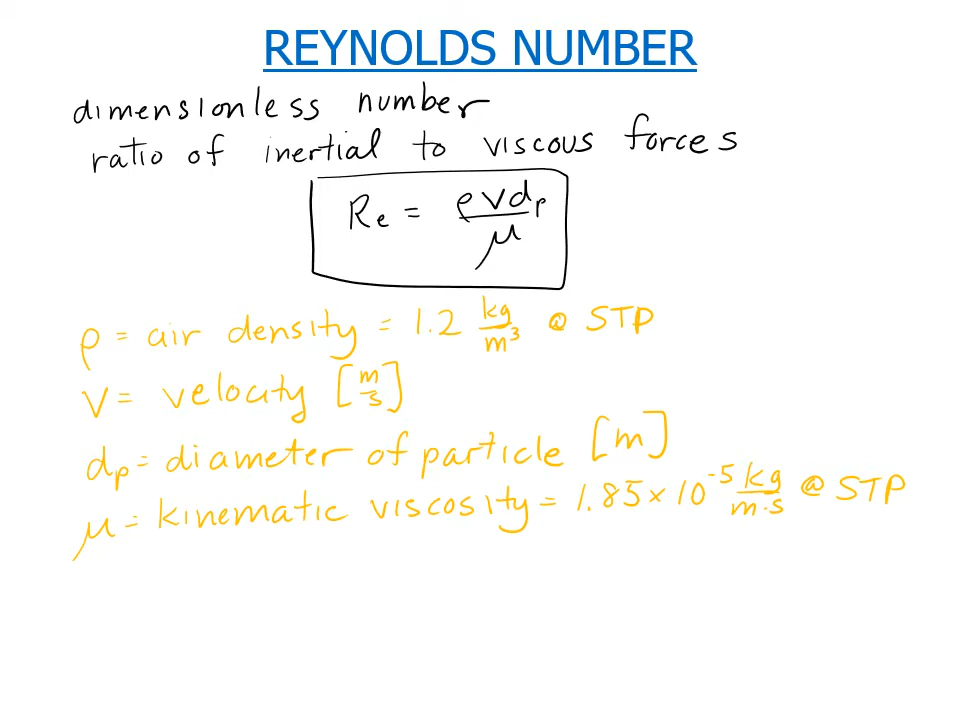 REYNOLDS NUMBER
dimensionless number
ratio of inertial to viscous forces
Re = ρvdp/μ
ρ = air density = 1.2 kg/m³ @ STP
V = velocity [m/s]
dp = diameter of particle [m]
μ = kinematic viscosity = 1.85 × 10⁻⁵ kg/m·s @ STP